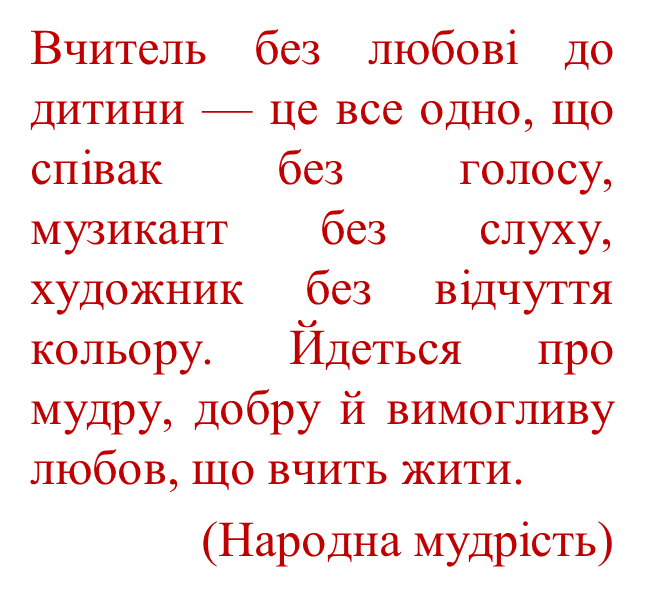 Вчитель без любові до
дитини — це все одно, що
співак без голосу,
музикант без слуху,
художник без відчуття
кольору. Йдеться про
мудру, добру й вимогливу
любов, що вчить жити.
(Народна мудрість)